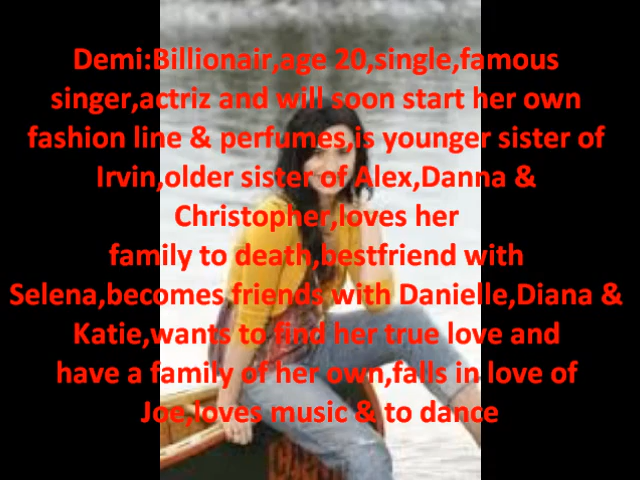 Demi:Billionair,age 20,single,famous
singer,actriz and will soon start her own
fashion line & perfumes,is younger sister of
Irvin,older sister of Alex,Danna &
Christopher,loves her
family to death,bestfriend with
Selena,becomes friends with Danielle,Diana &
Katie,wants to find her true love and
have a family of her own,falls in love of
Joe,loves music & to dance